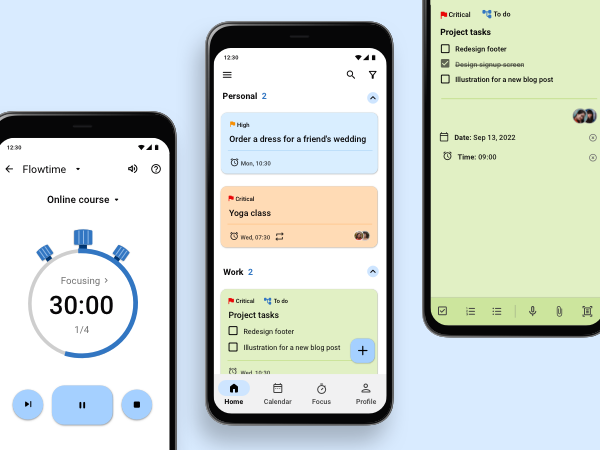 12:30
Flowtime
Online course
Focusing
30:00
1/4
12:30
Personal 2
High
Order a dress for a friend's wedding
Mon, 10:30
Critical
Yoga class
Wed, 07:30
Work 2
Critical To do
Project tasks
Redesign footer
Illustration for a new blog post
Wed, 10:30
Home Calendar Focus Profile
Critical To do
Project tasks
Redesign footer
Design signup screen
Illustration for a new blog post
Date: Sep 13, 2022
Time: 09:00